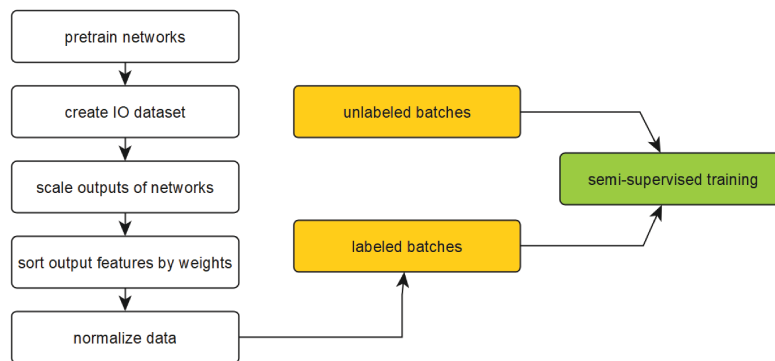 pretrain networks
create IO dataset
scale outputs of networks
sort output features by weights
normalize data
unlabeled batches
labeled batches
semi-supervised training